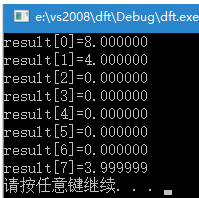 e:\vs2008\dft\Debug\dft.exe
result[0]=8.000000
result[1]=4.000000
result[2]=0.000000
result[3]=0.000000
result[4]=0.000000
result[5]=0.000000
result[6]=0.000000
result[7]=3.999999
请按任意键继续. . .